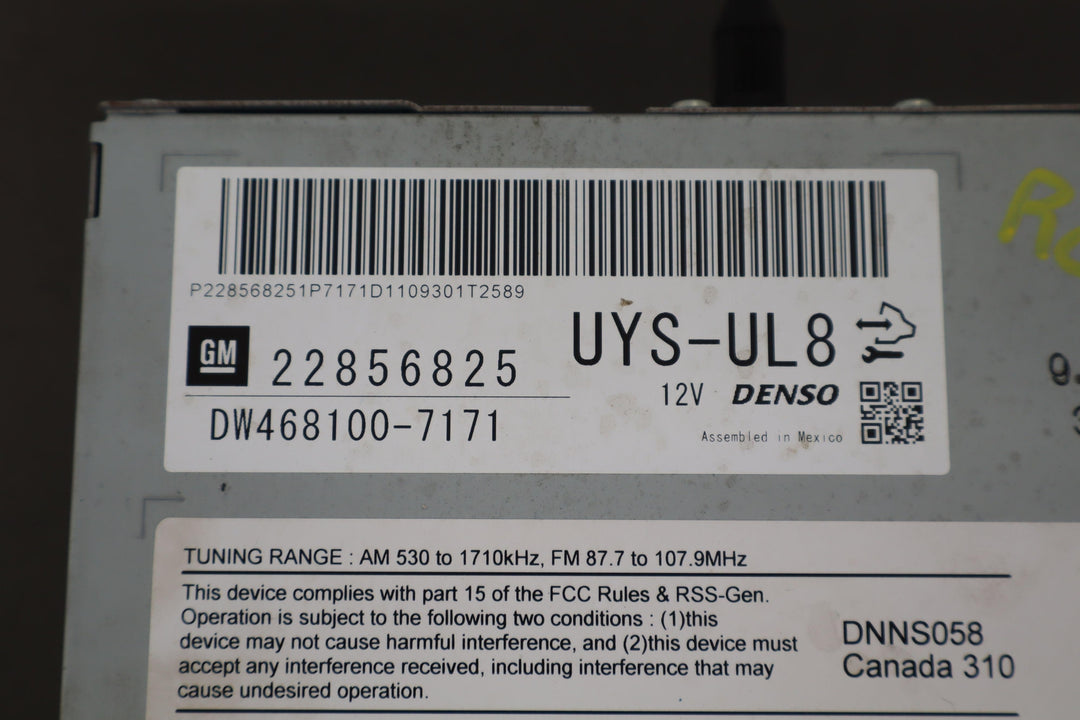 P228568251P7171D1109301T2589
GM 22856825
UYS-UL8
12V DENSO
DW468100-7171
Assembled in Mexico
TUNING RANGE : AM 530 to 1710kHz, FM 87.7 to 107.9MHz
This device complies with part 15 of the FCC Rules & RSS-Gen.
Operation is subject to the following two conditions : (1)this
device may not cause harmful interference, and (2)this device must
accept any interference received, including interference that may
cause undesired operation.
DNNS058
Canada 310